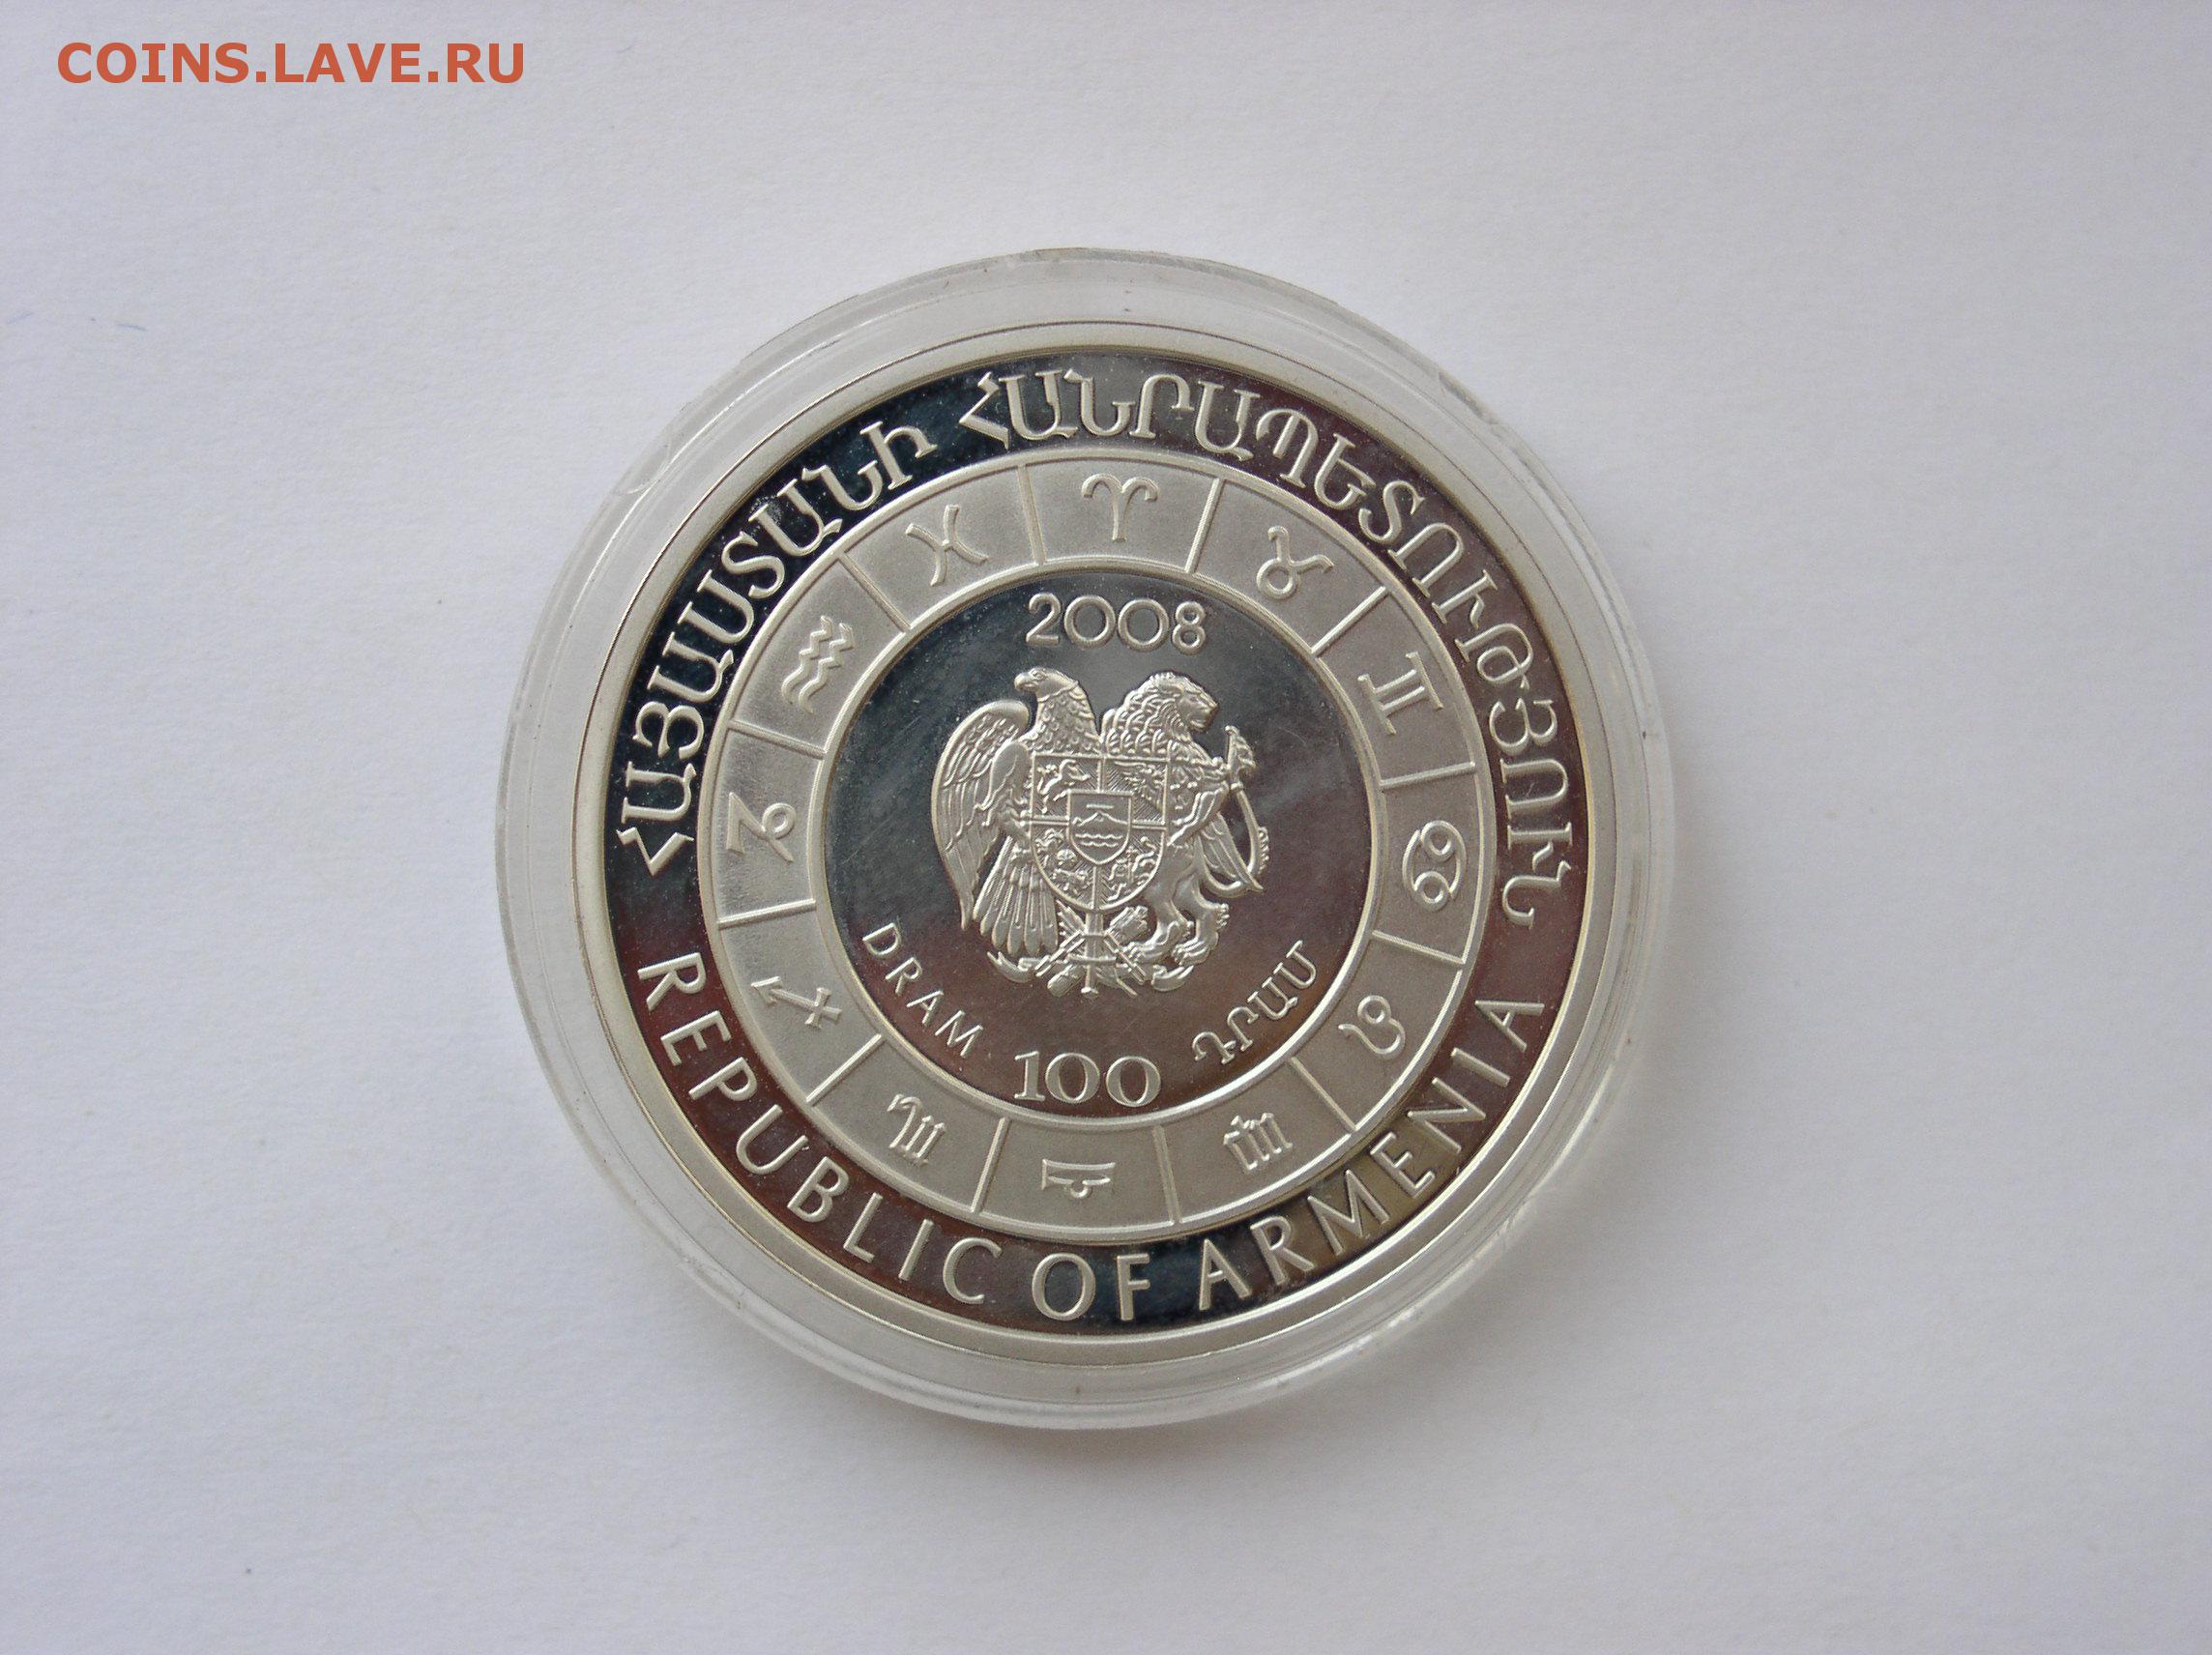 COINS.LAVE.RU
ՀԱՅԱՍՏԱՆԻ ՀԱՆՐԱՊԵՏՈՒԹՅՈՒՆ
2008
DRAM 100 ԴՐԱՄ
REPUBLIC OF ARMENIA